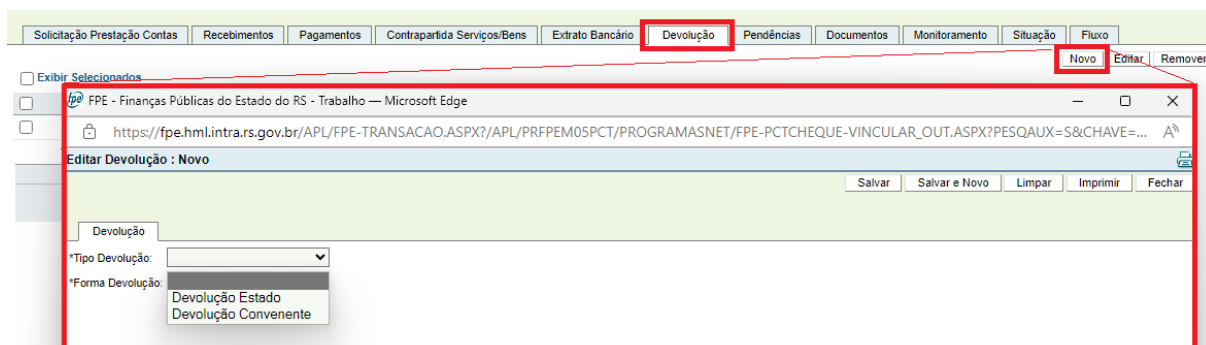 Solicitação Prestação Contas Recebimentos Pagamentos Contrapartida Serviços/Bens Extrato Bancário Devolução Pendências Documentos Monitoramento Situação Fluxo
Novo Editar Remover
Exibir Selecionados
fpe FPE - Finanças Públicas do Estado do RS - Trabalho — Microsoft Edge
https://fpe.hml.intra.rs.gov.br/APL/FPE-TRANSACAO.ASPX?/APL/PRFPEM05PCT/PROGRAMASNET/FPE-PCTCHEQUE-VINCULAR_OUT.ASPX?PESQAUX=S&CHAVE=...
Editar Devolução : Novo
Salvar Salvar e Novo Limpar Imprimir Fechar
Devolução
*Tipo Devolução:
*Forma Devolução:
Devolução Estado
Devolução Convenente